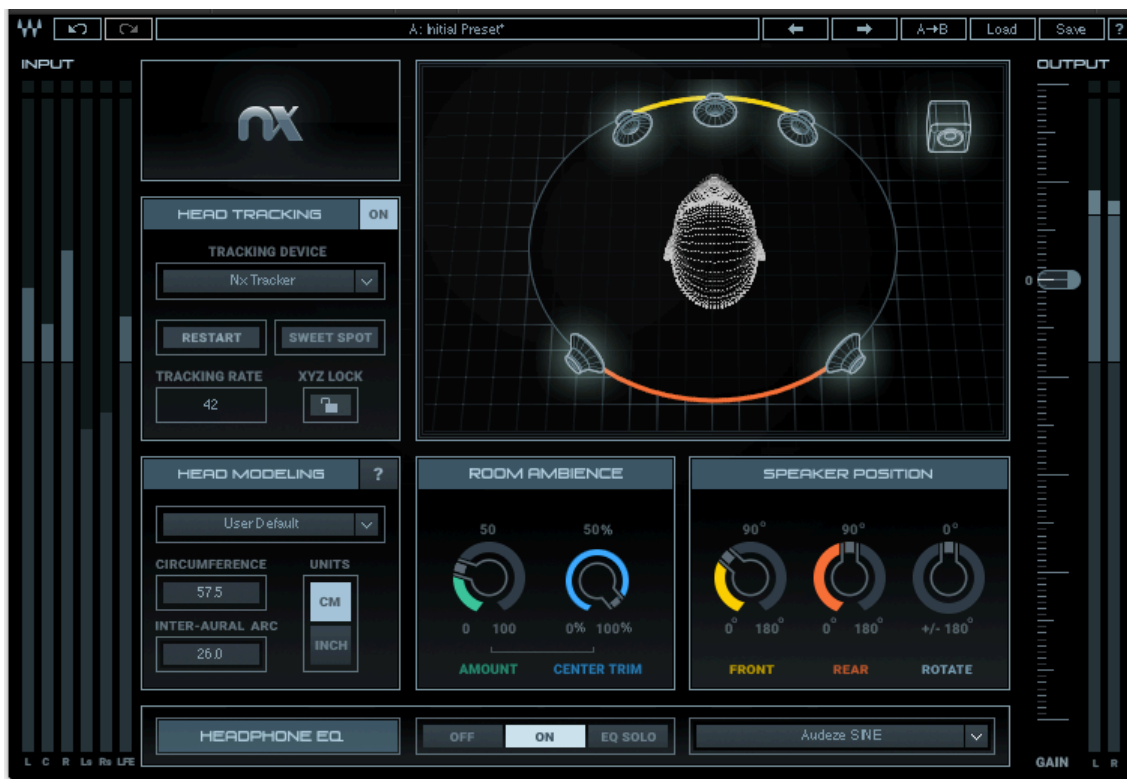 A: Initial Preset*
A→B
Load
Save
?
INPUT
OUTPUT
nx
HEAD TRACKING
ON
TRACKING DEVICE
Nx Tracker
RESTART
SWEET SPOT
TRACKING RATE
XYZ LOCK
42
0
HEAD MODELING
?
User Default
CIRCUMFERENCE
UNITS
57.5
CM
INTER-AURAL ARC
INCH
26.0
ROOM AMBIENCE
50
50%
0
100
0%
100%
AMOUNT
CENTER TRIM
SPEAKER POSITION
90°
90°
0°
0°
180°
0°
180°
+/- 180°
FRONT
REAR
ROTATE
HEADPHONE EQ
OFF
ON
EQ SOLO
Audeze SINE
L C R Ls Rs LFE
GAIN
L R